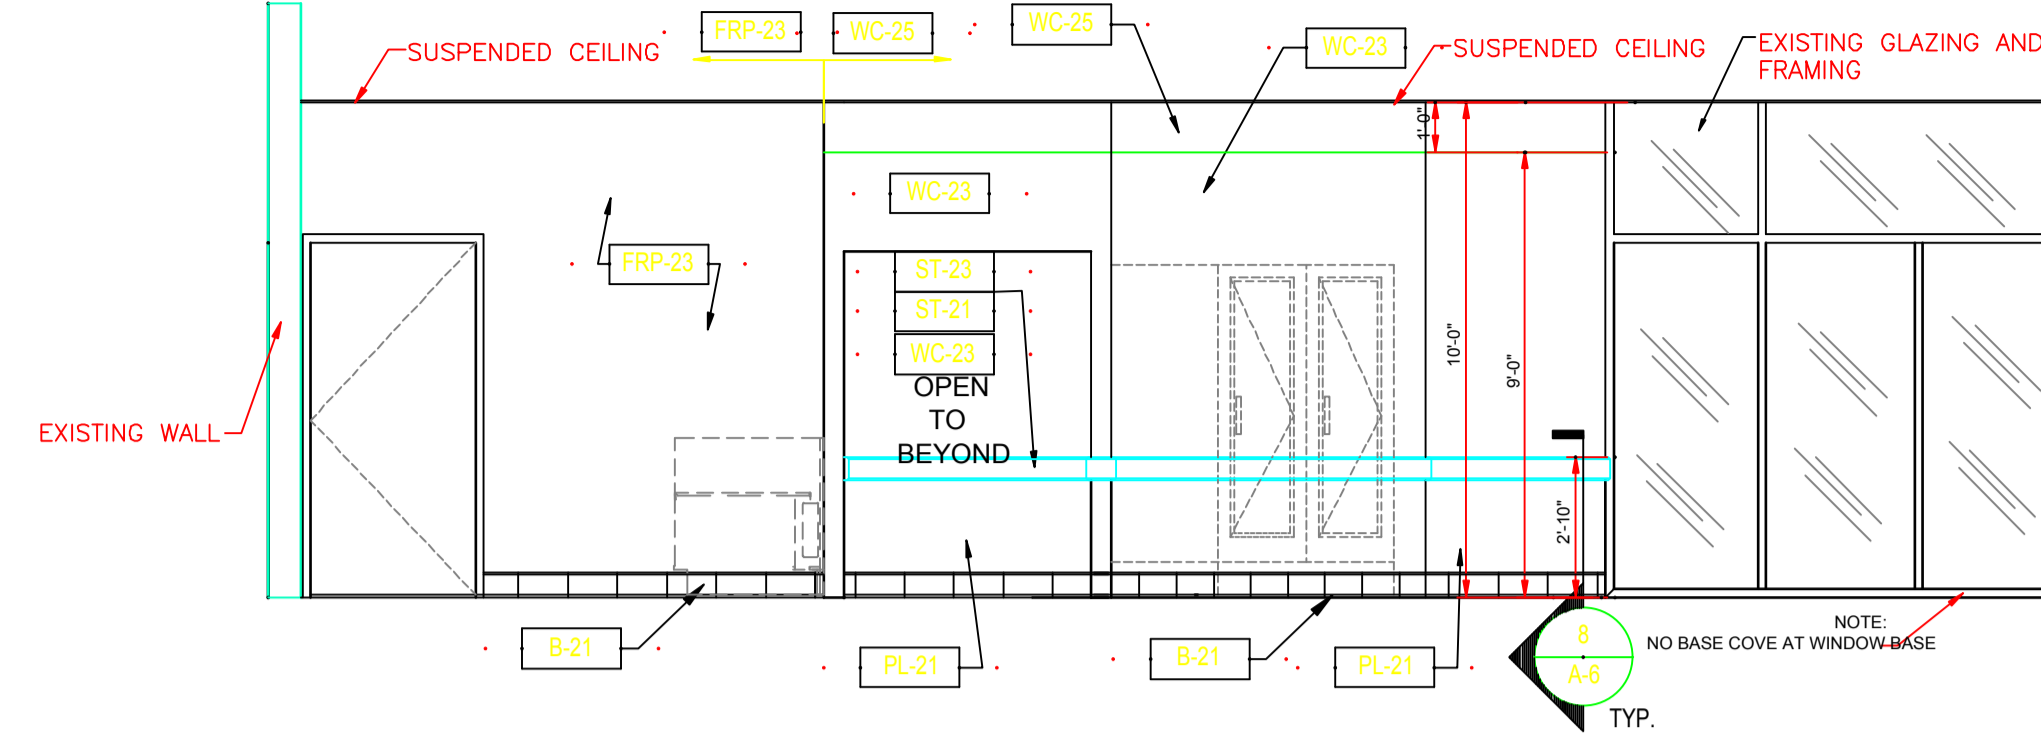 FRP-23
WC-25
WC-25
WC-23
SUSPENDED CEILING
SUSPENDED CEILING
EXISTING GLAZING AND
FRAMING
1'-0"
WC-23
FRP-23
ST-23
ST-21
WC-23
OPEN
TO
BEYOND
10'-0"
9'-0"
EXISTING WALL
2'-10"
B-21
PL-21
B-21
PL-21
8
A-6
TYP.
NOTE:
NO BASE COVE AT WINDOW BASE